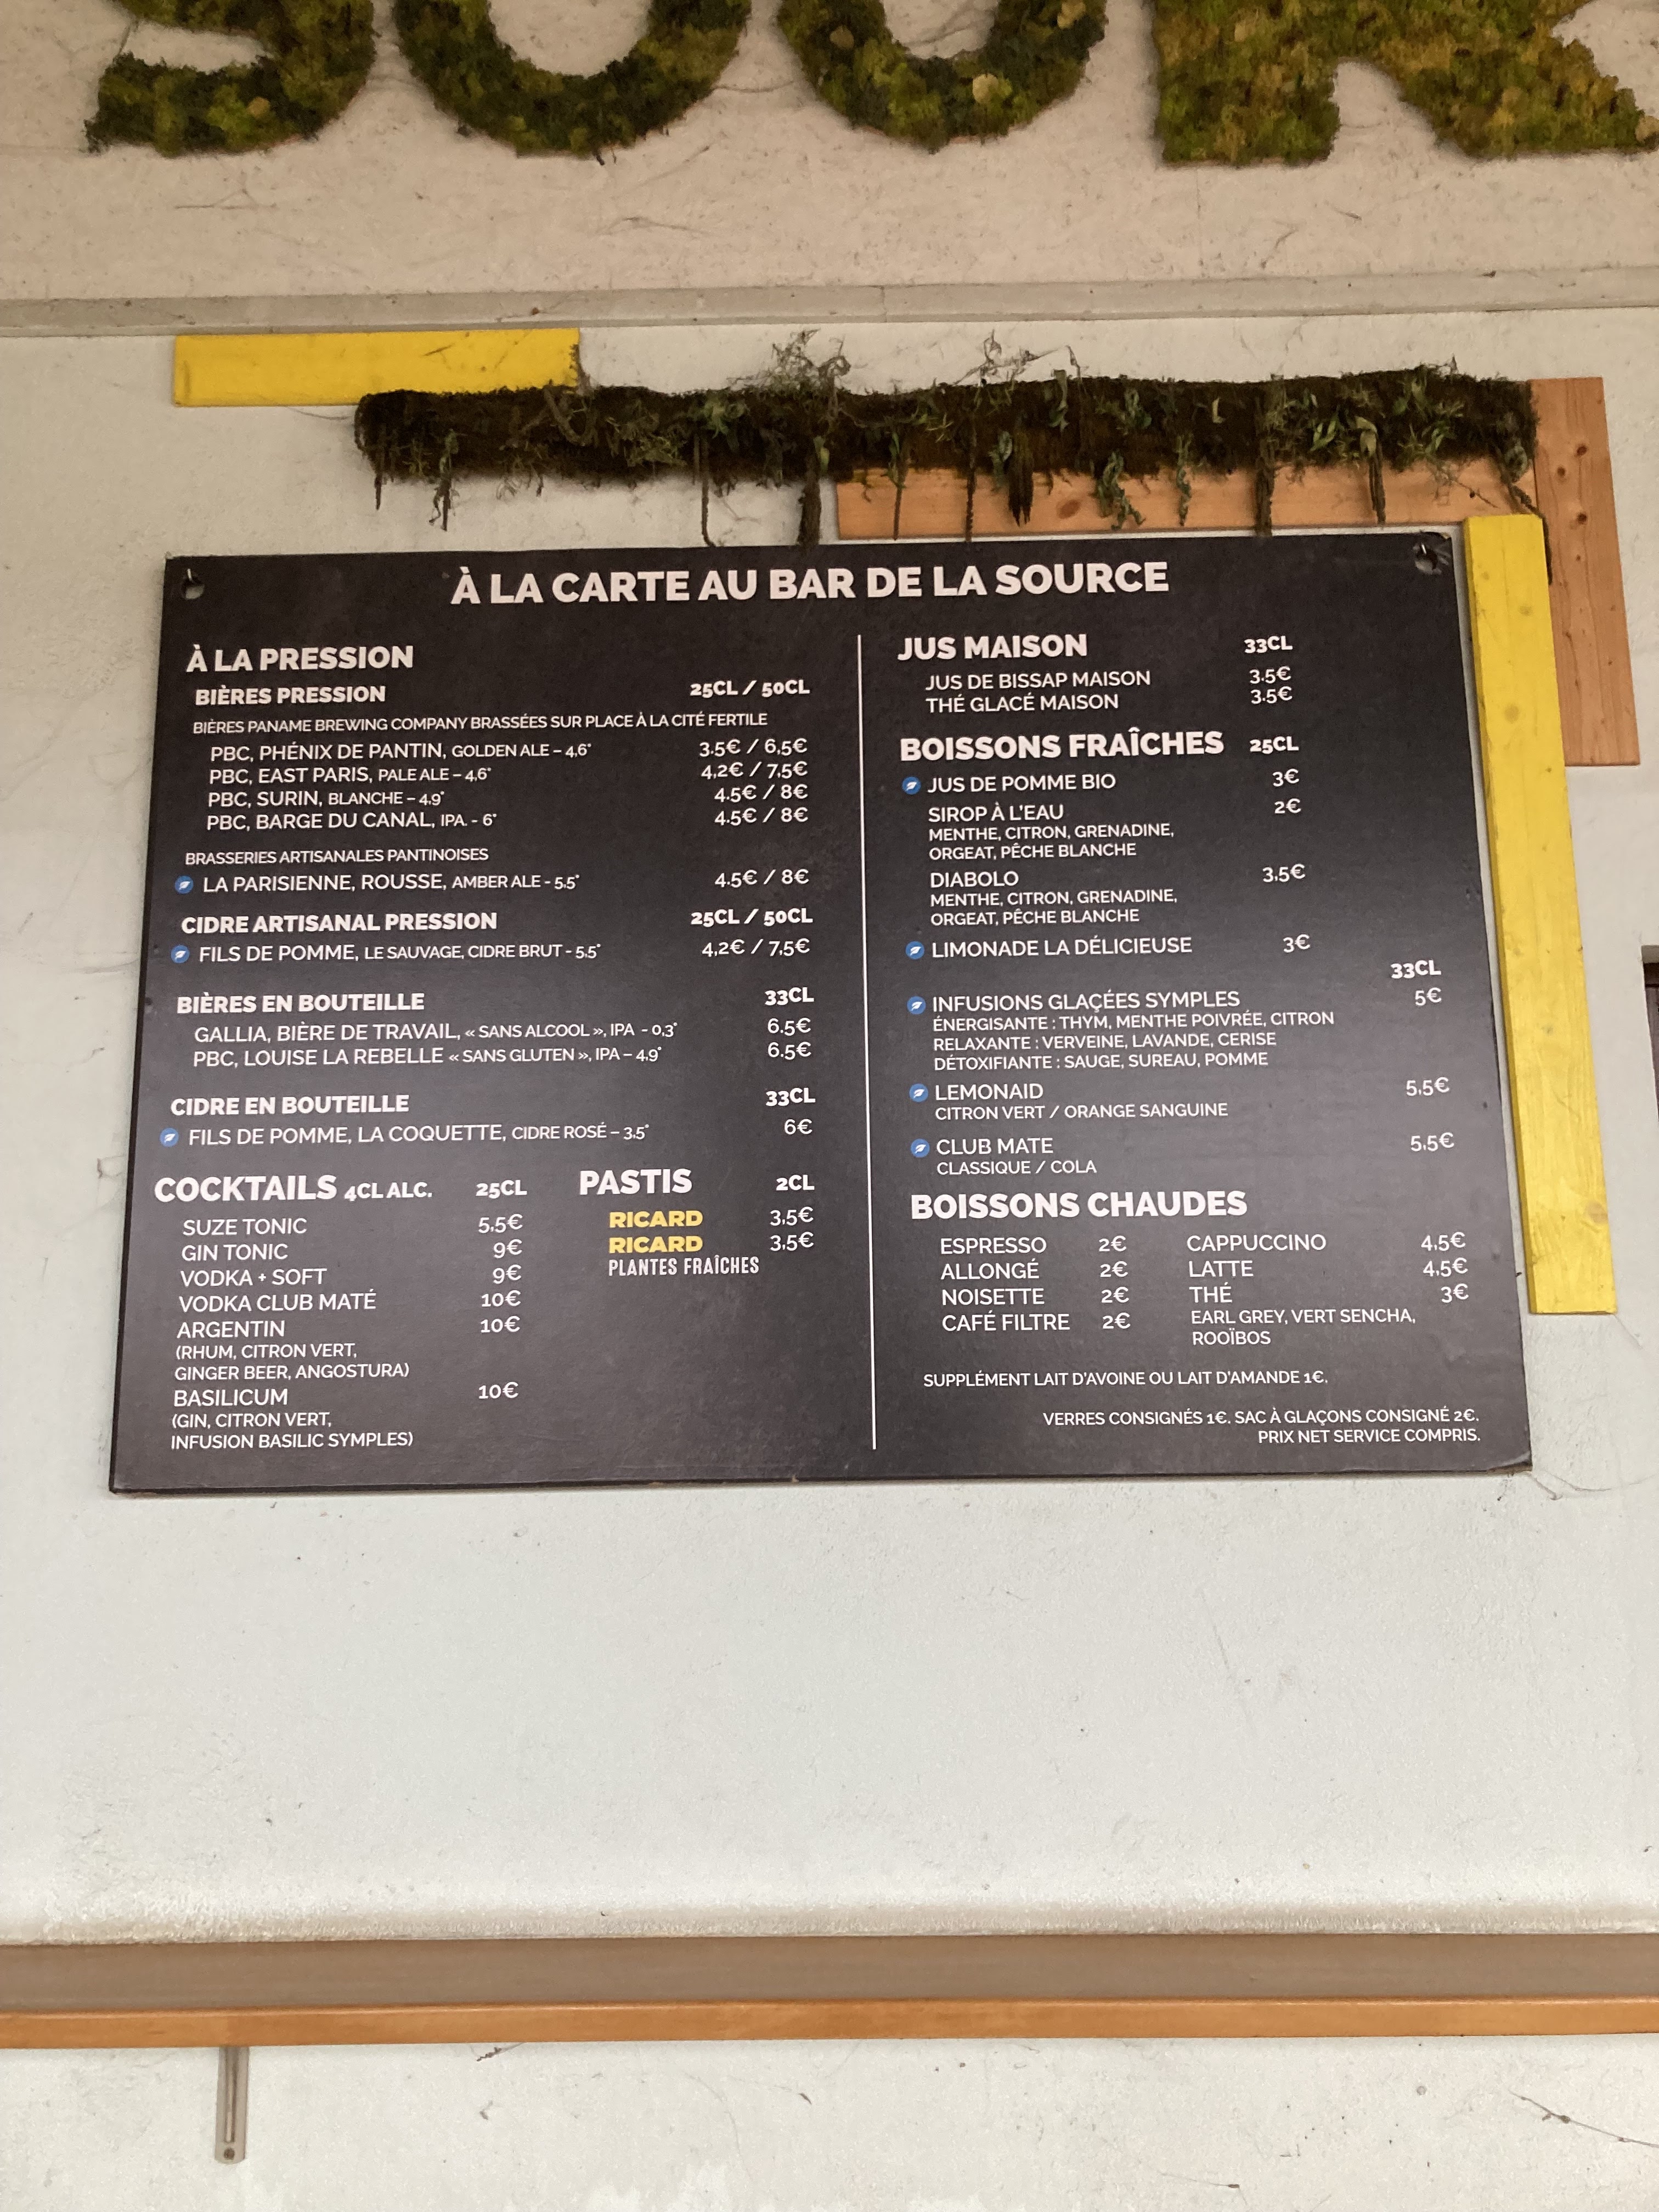 SOUR
À LA CARTE AU BAR DE LA SOURCE
À LA PRESSION
BIÈRES PRESSION 25CL / 50CL
BIÈRES PANAME BREWING COMPANY BRASSÉES SUR PLACE À LA CITÉ FERTILE
PBC, PHÉNIX DE PANTIN, GOLDEN ALE – 4,6° 3.5€ / 6,5€
PBC, EAST PARIS, PALE ALE – 4,6° 4,2€ / 7,5€
PBC, SURIN, BLANCHE – 4,9° 4.5€ / 8€
PBC, BARGE DU CANAL, IPA. - 6° 4.5€ / 8€
BRASSERIES ARTISANALES PANTINOISES
LA PARISIENNE, ROUSSE, AMBER ALE - 5,5° 4.5€ / 8€
CIDRE ARTISANAL PRESSION 25CL / 50CL
FILS DE POMME, LE SAUVAGE, CIDRE BRUT - 5,5° 4,2€ / 7,5€
BIÈRES EN BOUTEILLE 33CL
GALLIA, BIÈRE DE TRAVAIL, « SANS ALCOOL », IPA - 0,3° 6.5€
PBC, LOUISE LA REBELLE « SANS GLUTEN », IPA – 4,9° 6.5€
CIDRE EN BOUTEILLE 33CL
FILS DE POMME, LA COQUETTE, CIDRE ROSÉ – 3,5° 6€
COCKTAILS 4CL ALC. 25CL
SUZE TONIC 5,5€
GIN TONIC 9€
VODKA + SOFT 9€
VODKA CLUB MATÉ 10€
ARGENTIN 10€
(RHUM, CITRON VERT,
GINGER BEER, ANGOSTURA)
BASILICUM 10€
(GIN, CITRON VERT,
INFUSION BASILIC SYMPLES)
PASTIS 2CL
RICARD 3,5€
RICARD 3,5€
PLANTES FRAÎCHES
JUS MAISON 33CL
JUS DE BISSAP MAISON 3.5€
THÉ GLACÉ MAISON 3.5€
BOISSONS FRAÎCHES 25CL
JUS DE POMME BIO 3€
SIROP À L'EAU 2€
MENTHE, CITRON, GRENADINE,
ORGEAT, PÊCHE BLANCHE
DIABOLO 3,5€
MENTHE, CITRON, GRENADINE,
ORGEAT, PÊCHE BLANCHE
LIMONADE LA DÉLICIEUSE 3€
33CL
INFUSIONS GLAÇÉES SYMPLES 5€
ÉNERGISANTE : THYM, MENTHE POIVRÉE, CITRON
RELAXANTE : VERVEINE, LAVANDE, CERISE
DÉTOXIFIANTE : SAUGE, SUREAU, POMME
LEMONAID 5,5€
CITRON VERT / ORANGE SANGUINE
CLUB MATE 5,5€
CLASSIQUE / COLA
BOISSONS CHAUDES
ESPRESSO 2€ CAPPUCCINO 4,5€
ALLONGÉ 2€ LATTE 4,5€
NOISETTE 2€ THÉ 3€
CAFÉ FILTRE 2€ EARL GREY, VERT SENCHA,
ROOÏBOS
SUPPLÉMENT LAIT D'AVOINE OU LAIT D'AMANDE 1€.
VERRES CONSIGNÉS 1€. SAC À GLAÇONS CONSIGNÉ 2€.
PRIX NET SERVICE COMPRIS.